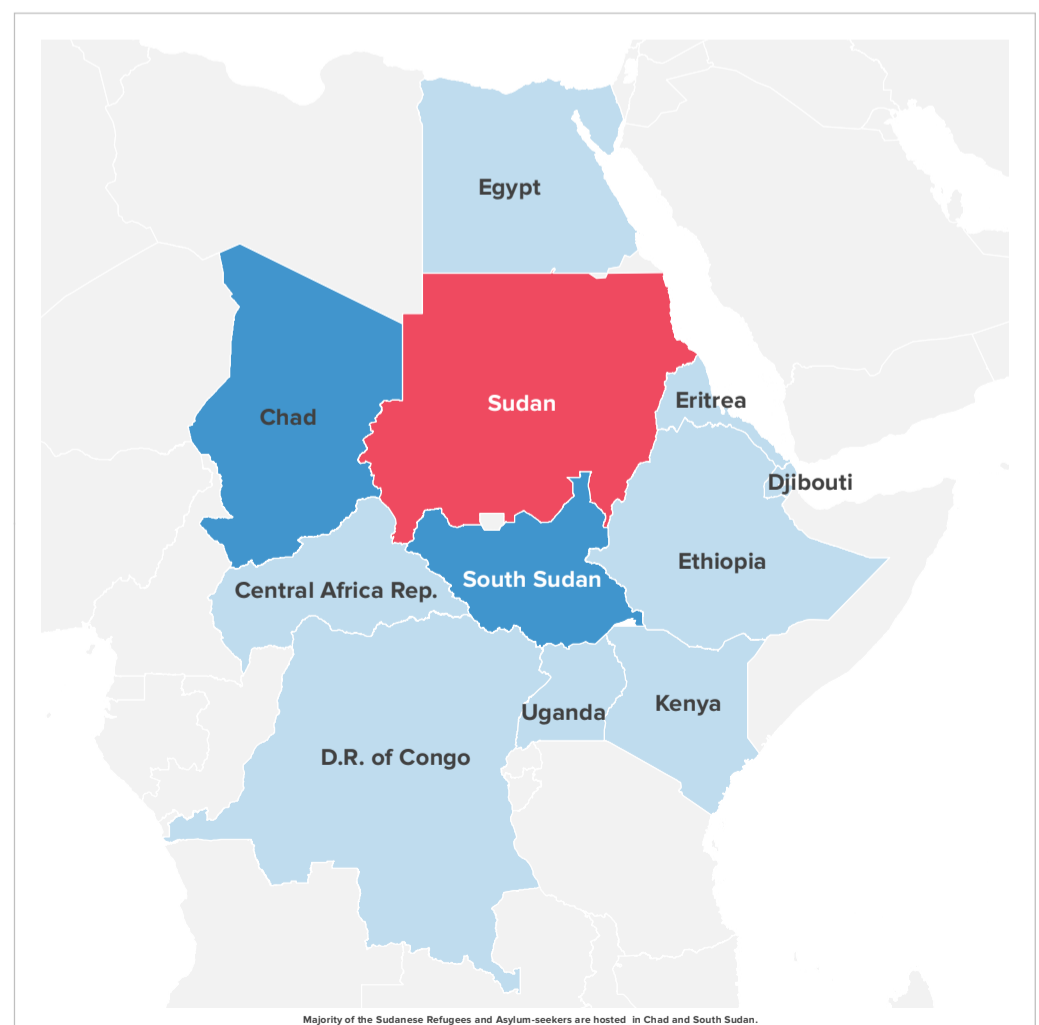 Egypt
Sudan
Chad
Eritrea
Djibouti
Ethiopia
South Sudan
Central Africa Rep.
Uganda
Kenya
D.R. of Congo
Majority of the Sudanese Refugees and Asylum-seekers are hosted in Chad and South Sudan.